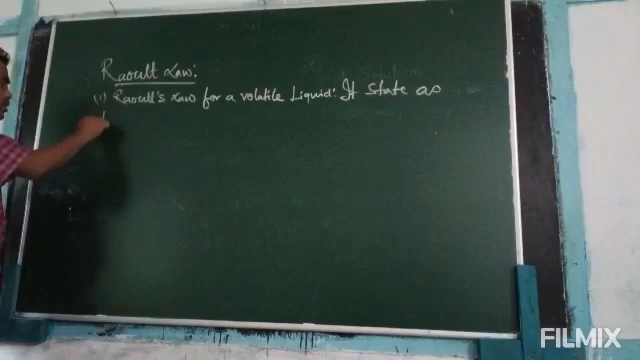 Raoult Law:
(1) Raoult's Law for a volatile Liquid: It state as
FILMIX